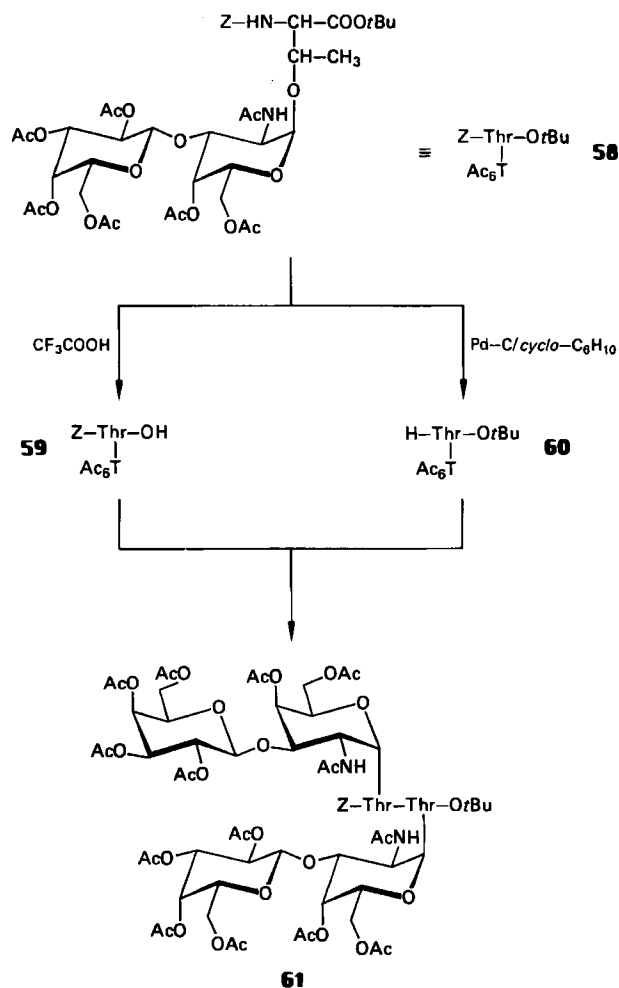 Z–HN–CH–COOtBu
CH–CH₃
O
AcO AcNH
AcO O O
AcO OAc AcO OAc
≡ Z–Thr–OtBu 58
Ac₆T
CF₃COOH Pd–C/cyclo–C₆H₁₀
59 Z–Thr–OH H–Thr–OtBu 60
Ac₆T Ac₆T
AcO AcO AcO OAc
O O
AcO O
AcO AcNH
Z–Thr–Thr–OtBu
AcO AcNH
AcO O
O O
AcO OAc AcO OAc
61